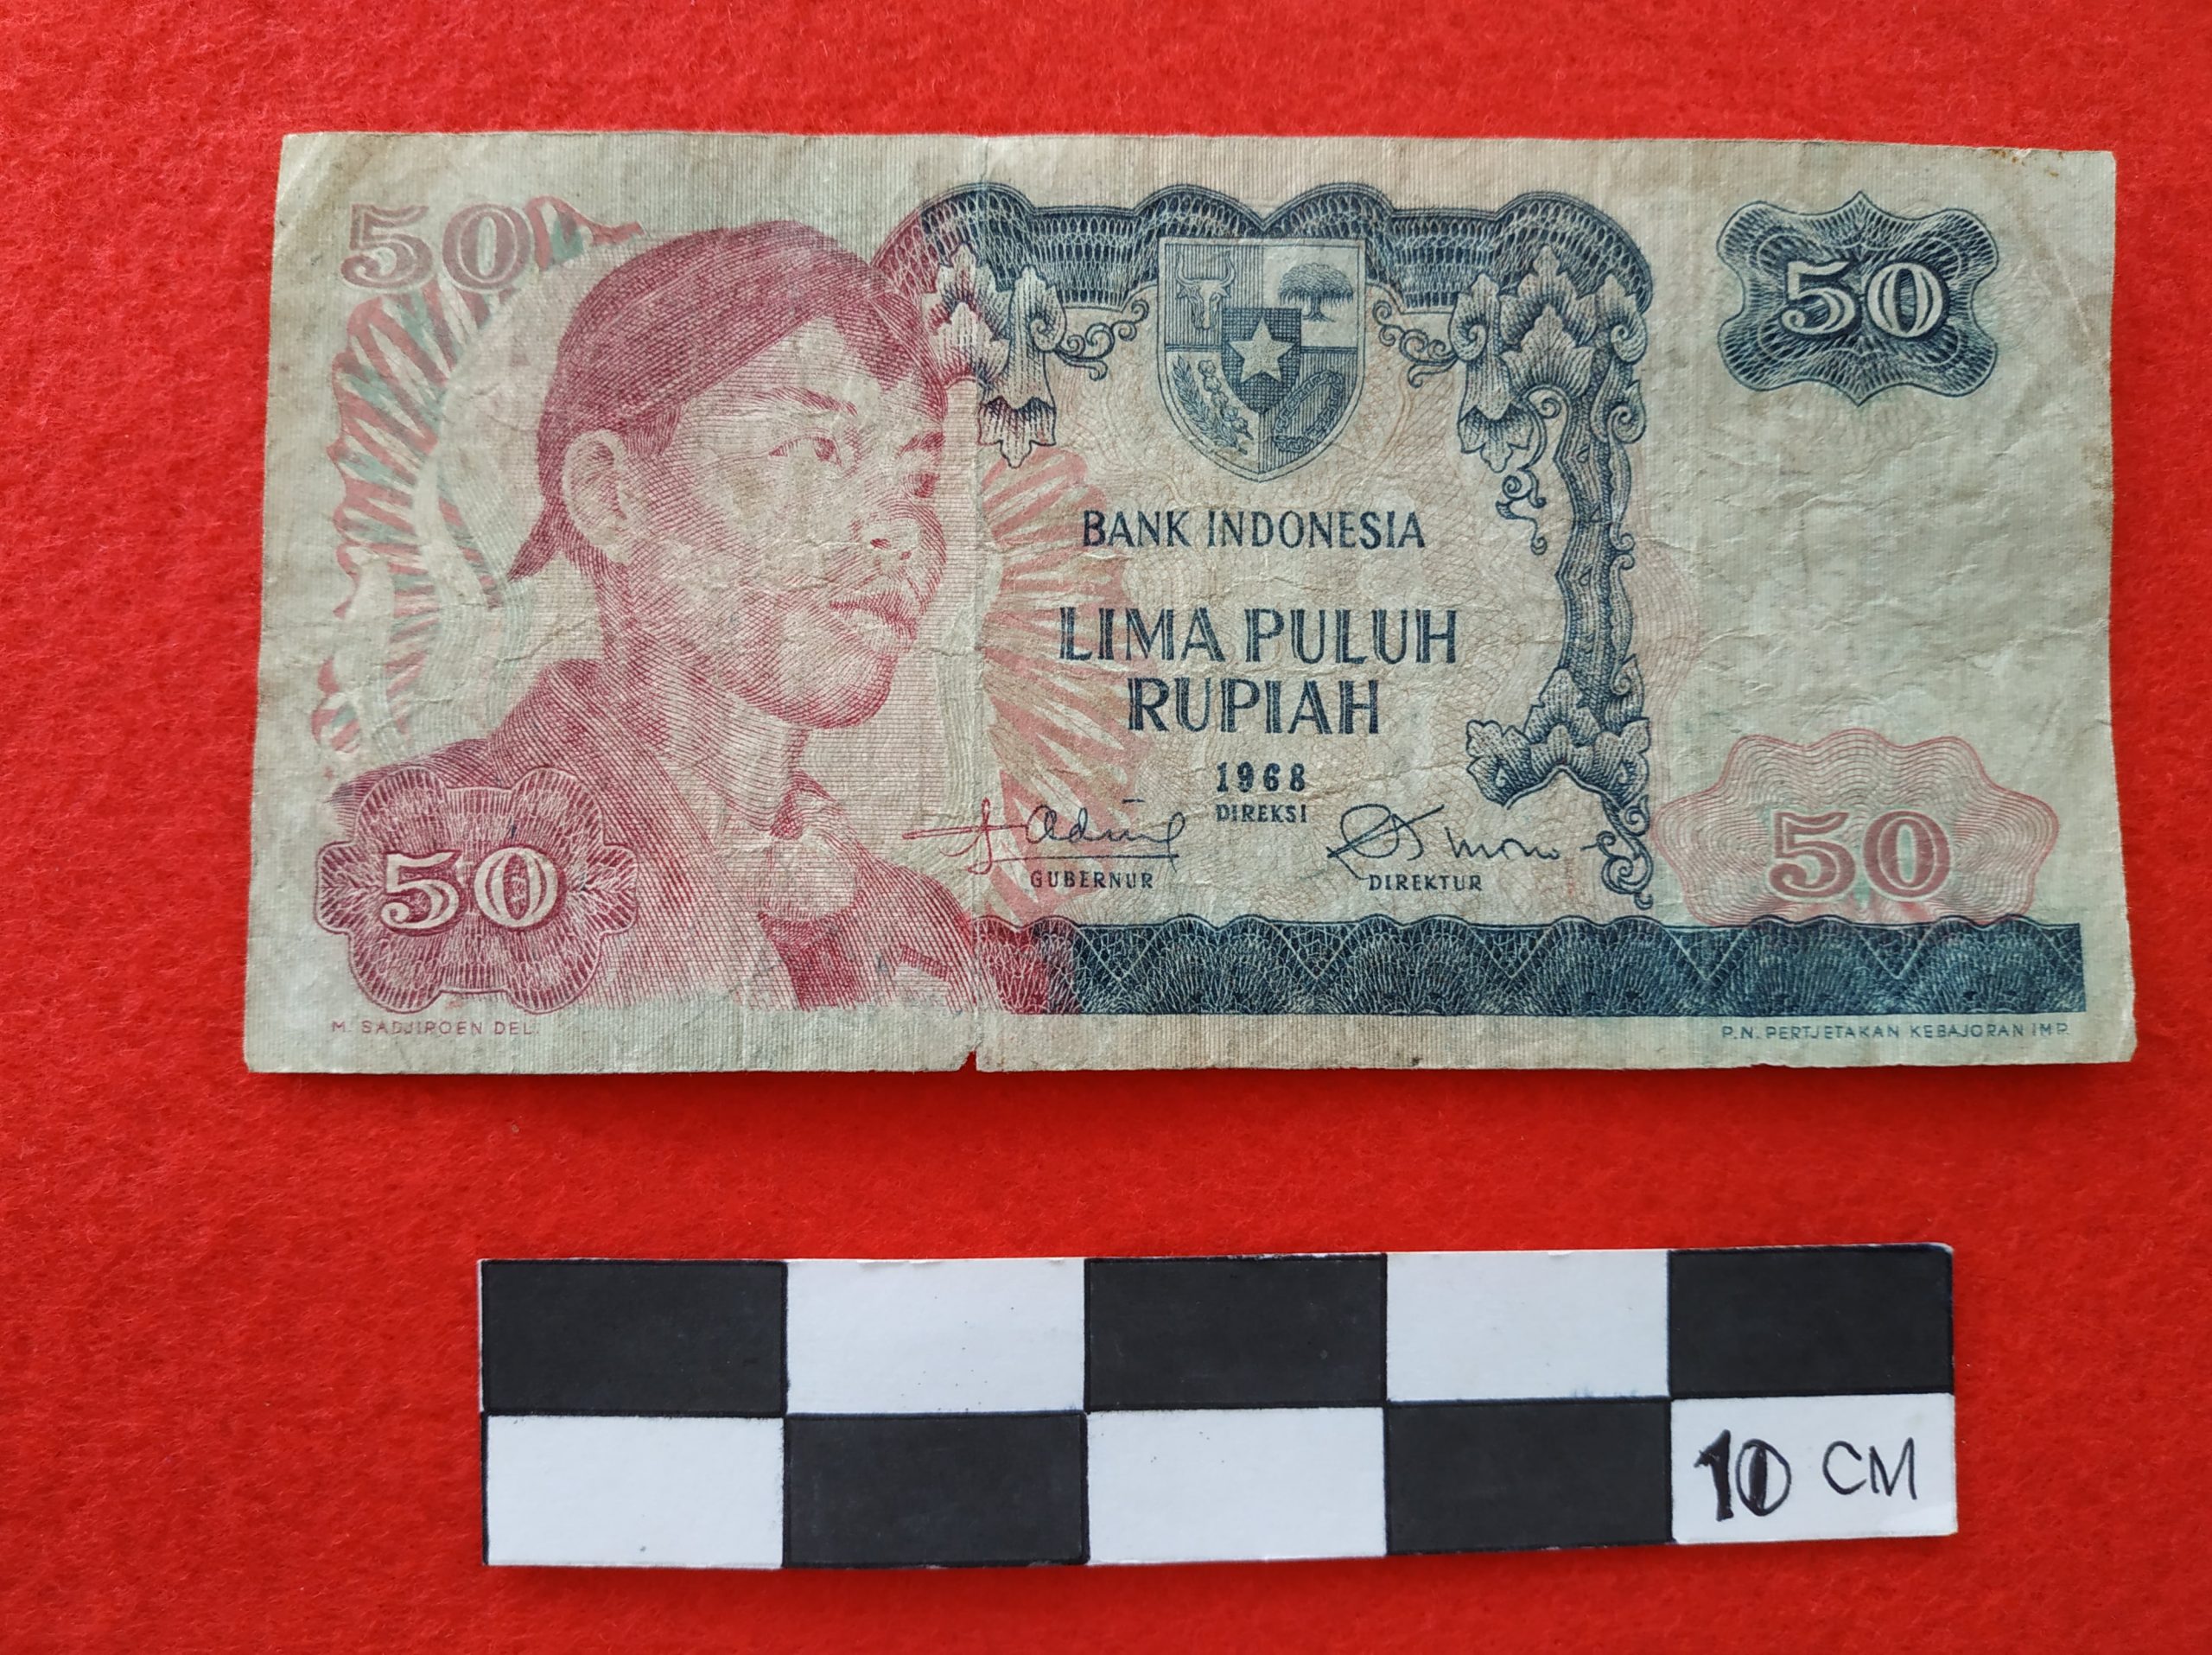 50
50
BANK INDONESIA
LIMA PULUH
RUPIAH
1968
DIREKSI
GUBERNUR
DIREKTUR
50
50
M. SADJIROEN DEL.
P.N. PERTJETAKAN KEBAJORAN IMP.
10 CM